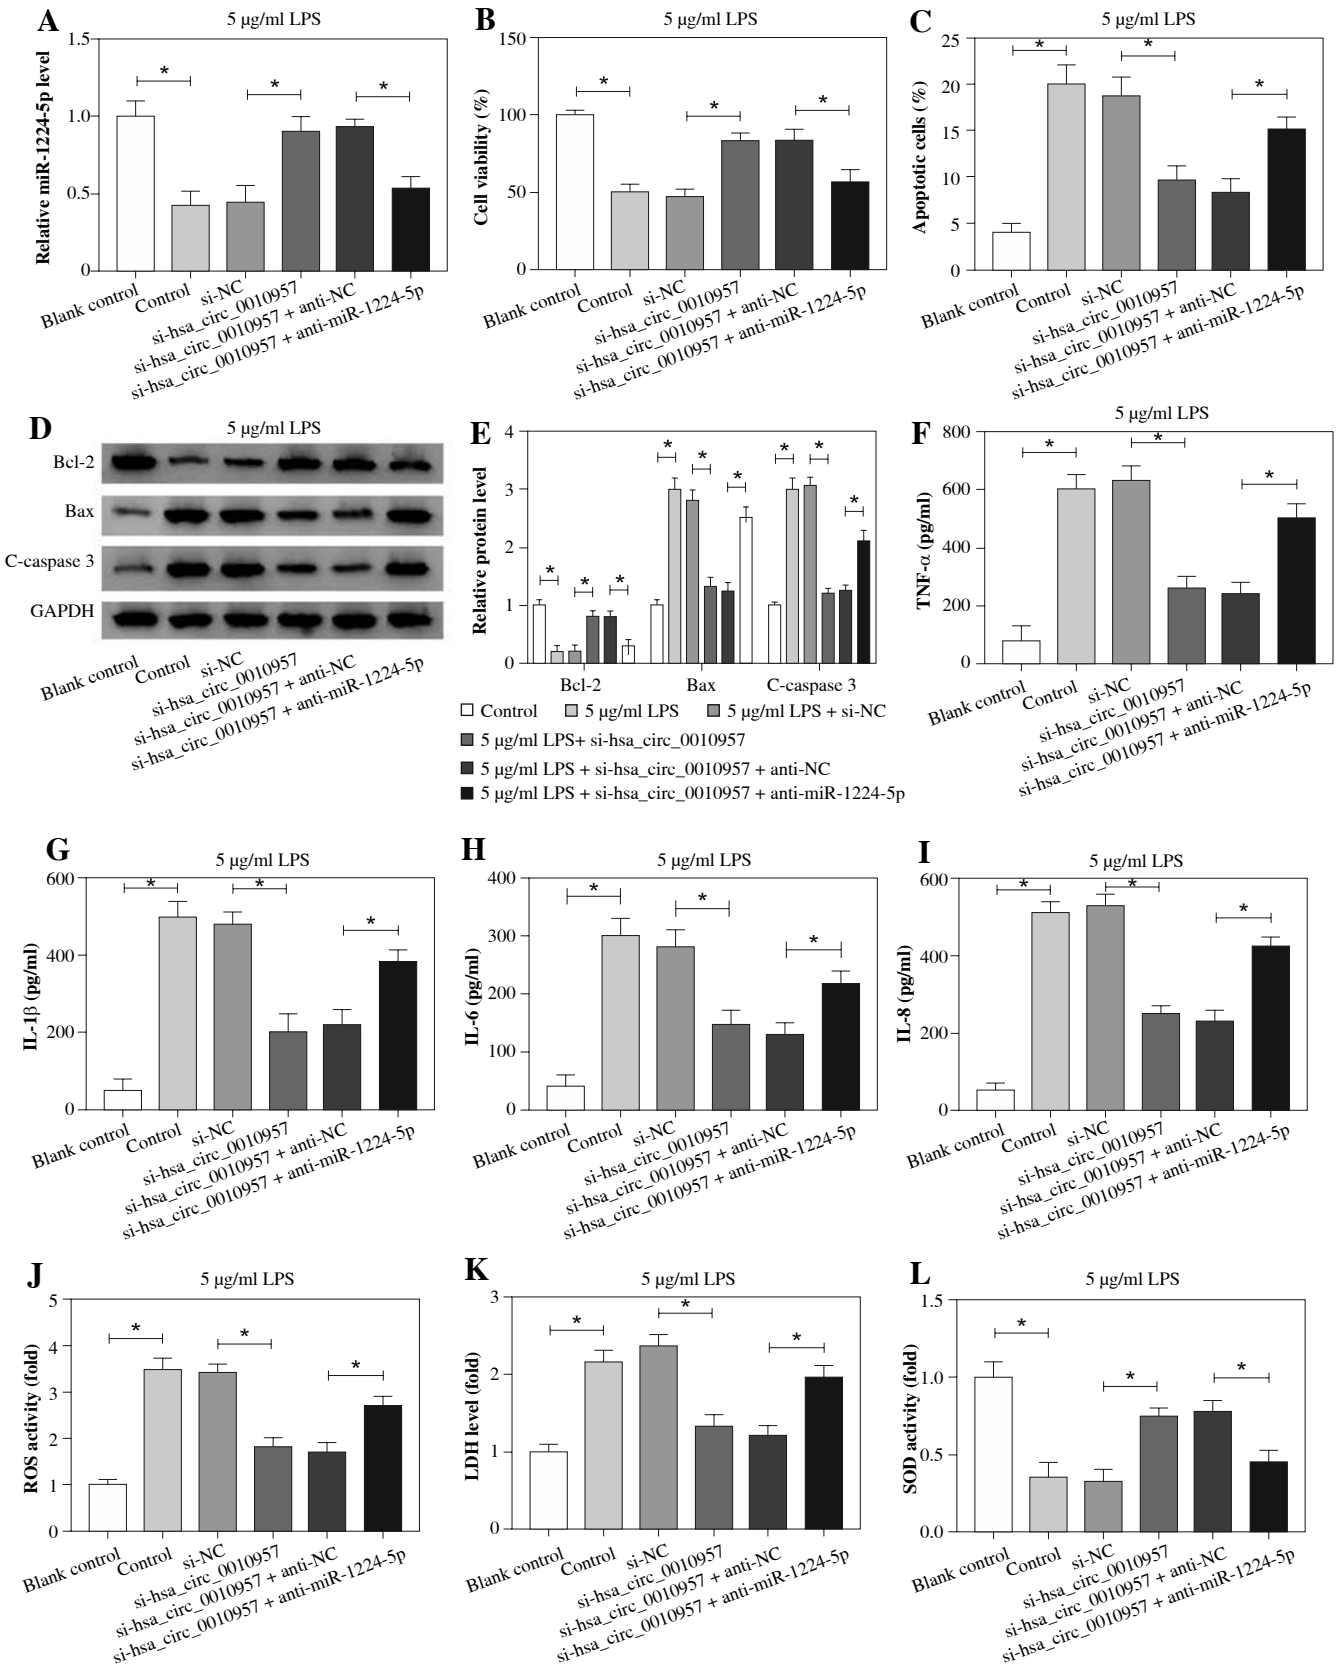 A
5 µg/ml LPS
Relative miR-1224-5p level
1.5
1.0
0.5
0
*
*
*
Blank control
Control
si-NC
si-hsa_circ_0010957
si-hsa_circ_0010957 + anti-NC
si-hsa_circ_0010957 + anti-miR-1224-5p
B
5 µg/ml LPS
Cell viability (%)
150
100
50
0
*
*
*
Blank control
Control
si-NC
si-hsa_circ_0010957
si-hsa_circ_0010957 + anti-NC
si-hsa_circ_0010957 + anti-miR-1224-5p
C
5 µg/ml LPS
Apoptotic cells (%)
25
20
15
10
5
0
*
*
*
Blank control
Control
si-NC
si-hsa_circ_0010957
si-hsa_circ_0010957 + anti-NC
si-hsa_circ_0010957 + anti-miR-1224-5p
D
5 µg/ml LPS
Bcl-2
Bax
C-caspase 3
GAPDH
Blank control
Control
si-NC
si-hsa_circ_0010957
si-hsa_circ_0010957 + anti-NC
si-hsa_circ_0010957 + anti-miR-1224-5p
E
Relative protein level
4
3
2
1
0
*
*
*
*
*
*
*
*
*
Bcl-2
Bax
C-caspase 3
Control
5 µg/ml LPS
5 µg/ml LPS + si-NC
5 µg/ml LPS+ si-hsa_circ_0010957
5 µg/ml LPS + si-hsa_circ_0010957 + anti-NC
5 µg/ml LPS + si-hsa_circ_0010957 + anti-miR-1224-5p
F
5 µg/ml LPS
TNF-α (pg/ml)
800
600
400
200
0
*
*
*
Blank control
Control
si-NC
si-hsa_circ_0010957
si-hsa_circ_0010957 + anti-NC
si-hsa_circ_0010957 + anti-miR-1224-5p
G
5 µg/ml LPS
IL-1β (pg/ml)
600
400
200
0
*
*
*
Blank control
Control
si-NC
si-hsa_circ_0010957
si-hsa_circ_0010957 + anti-NC
si-hsa_circ_0010957 + anti-miR-1224-5p
H
5 µg/ml LPS
IL-6 (pg/ml)
400
300
200
100
0
*
*
*
Blank control
Control
si-NC
si-hsa_circ_0010957
si-hsa_circ_0010957 + anti-NC
si-hsa_circ_0010957 + anti-miR-1224-5p
I
5 µg/ml LPS
IL-8 (pg/ml)
600
400
200
0
*
*
*
Blank control
Control
si-NC
si-hsa_circ_0010957
si-hsa_circ_0010957 + anti-NC
si-hsa_circ_0010957 + anti-miR-1224-5p
J
5 µg/ml LPS
ROS activity (fold)
5
4
3
2
1
0
*
*
*
Blank control
Control
si-NC
si-hsa_circ_0010957
si-hsa_circ_0010957 + anti-NC
si-hsa_circ_0010957 + anti-miR-1224-5p
K
5 µg/ml LPS
LDH level (fold)
3
2
1
0
*
*
*
Blank control
Control
si-NC
si-hsa_circ_0010957
si-hsa_circ_0010957 + anti-NC
si-hsa_circ_0010957 + anti-miR-1224-5p
L
5 µg/ml LPS
SOD activity (fold)
1.5
1.0
0.5
0.0
*
*
*
Blank control
Control
si-NC
si-hsa_circ_0010957
si-hsa_circ_0010957 + anti-NC
si-hsa_circ_0010957 + anti-miR-1224-5p